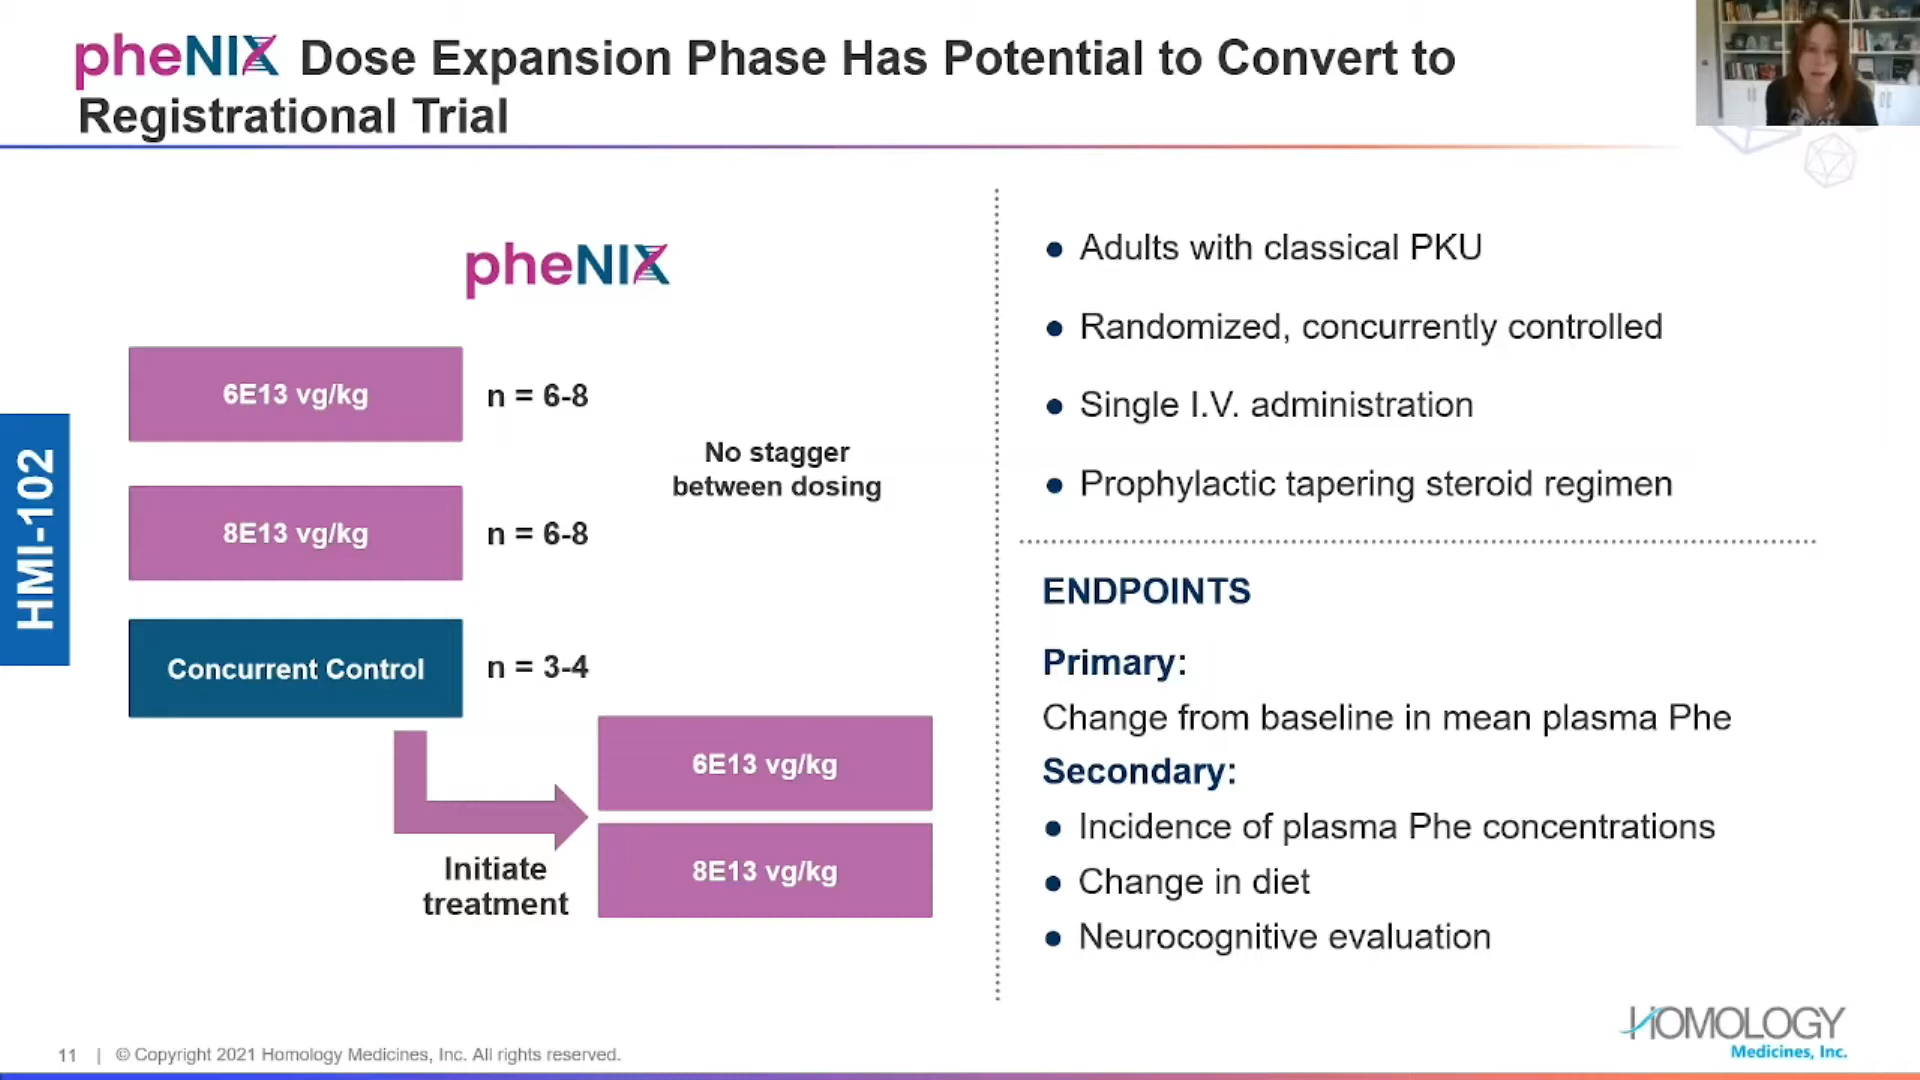 pheNIX Dose Expansion Phase Has Potential to Convert to
Registrational Trial
HMI-102
pheNIX
6E13 vg/kg
n = 6-8
No stagger
between dosing
8E13 vg/kg
n = 6-8
Concurrent Control
n = 3-4
Initiate
treatment
6E13 vg/kg
8E13 vg/kg
● Adults with classical PKU
● Randomized, concurrently controlled
● Single I.V. administration
● Prophylactic tapering steroid regimen
ENDPOINTS
Primary:
Change from baseline in mean plasma Phe
Secondary:
● Incidence of plasma Phe concentrations
● Change in diet
● Neurocognitive evaluation
11 | © Copyright 2021 Homology Medicines, Inc. All rights reserved.
HOMOLOGY
Medicines, Inc.